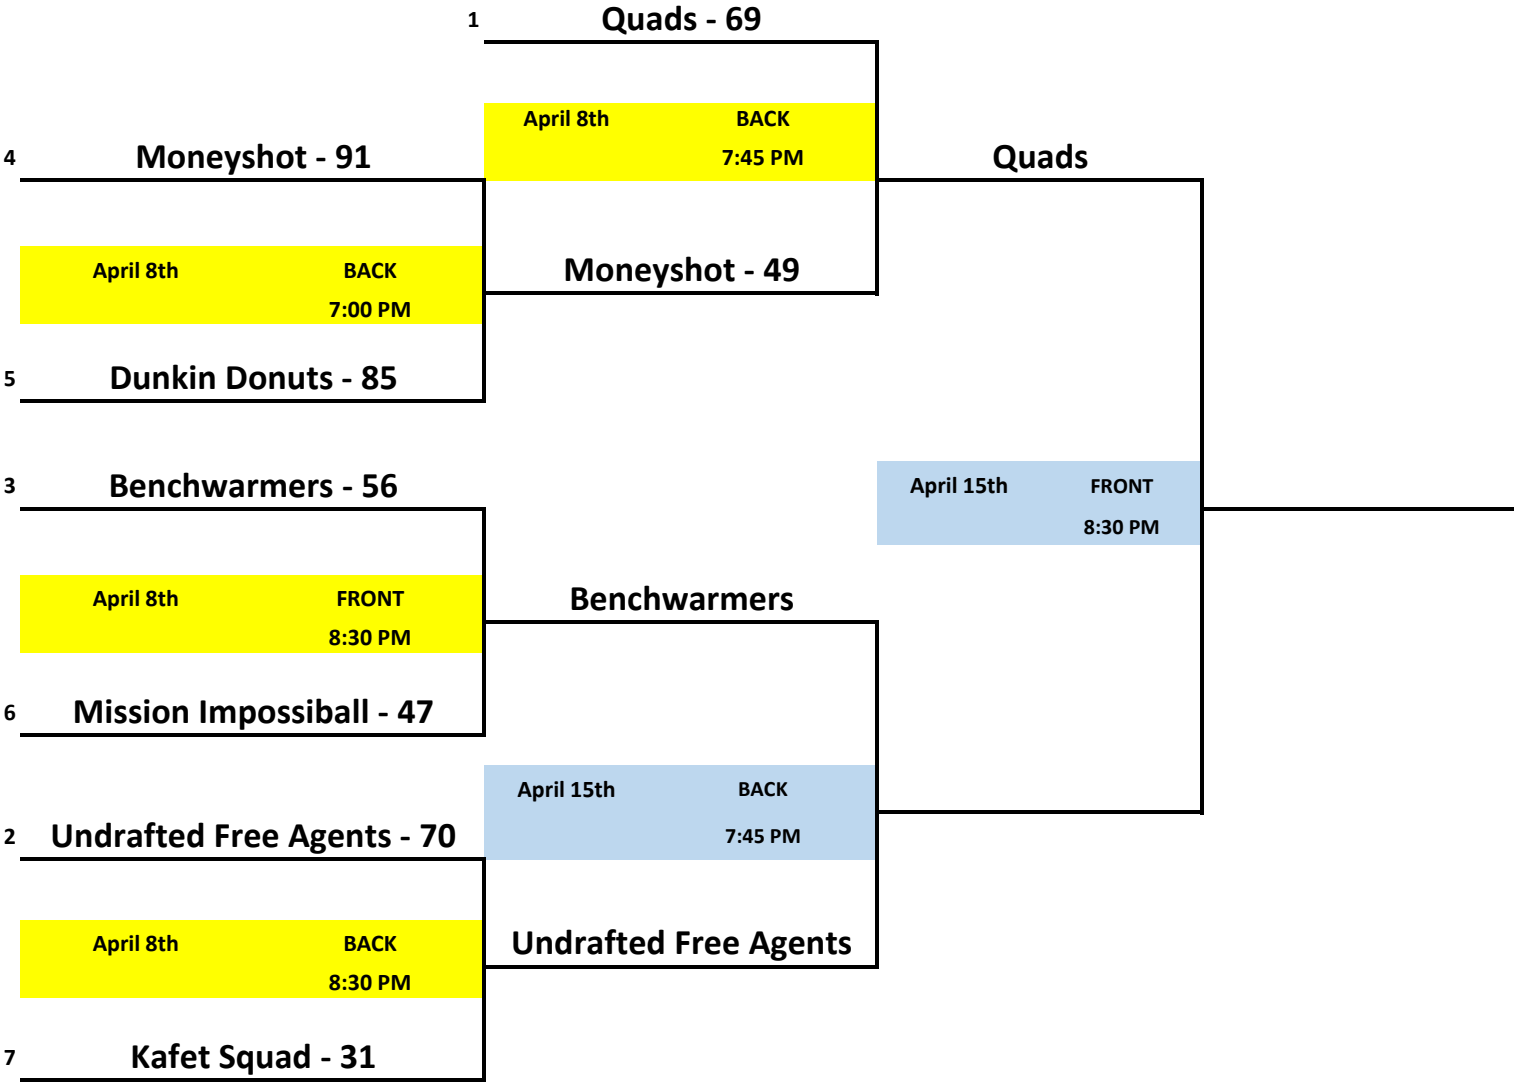 1 Quads - 69
April 8th BACK
7:45 PM
4 Moneyshot - 91
Quads
April 8th BACK
7:00 PM
Moneyshot - 49
5 Dunkin Donuts - 85
3 Benchwarmers - 56
April 15th FRONT
8:30 PM
April 8th FRONT
8:30 PM
Benchwarmers
6 Mission Impossiball - 47
April 15th BACK
7:45 PM
2 Undrafted Free Agents - 70
April 8th BACK
8:30 PM
Undrafted Free Agents
7 Kafet Squad - 31